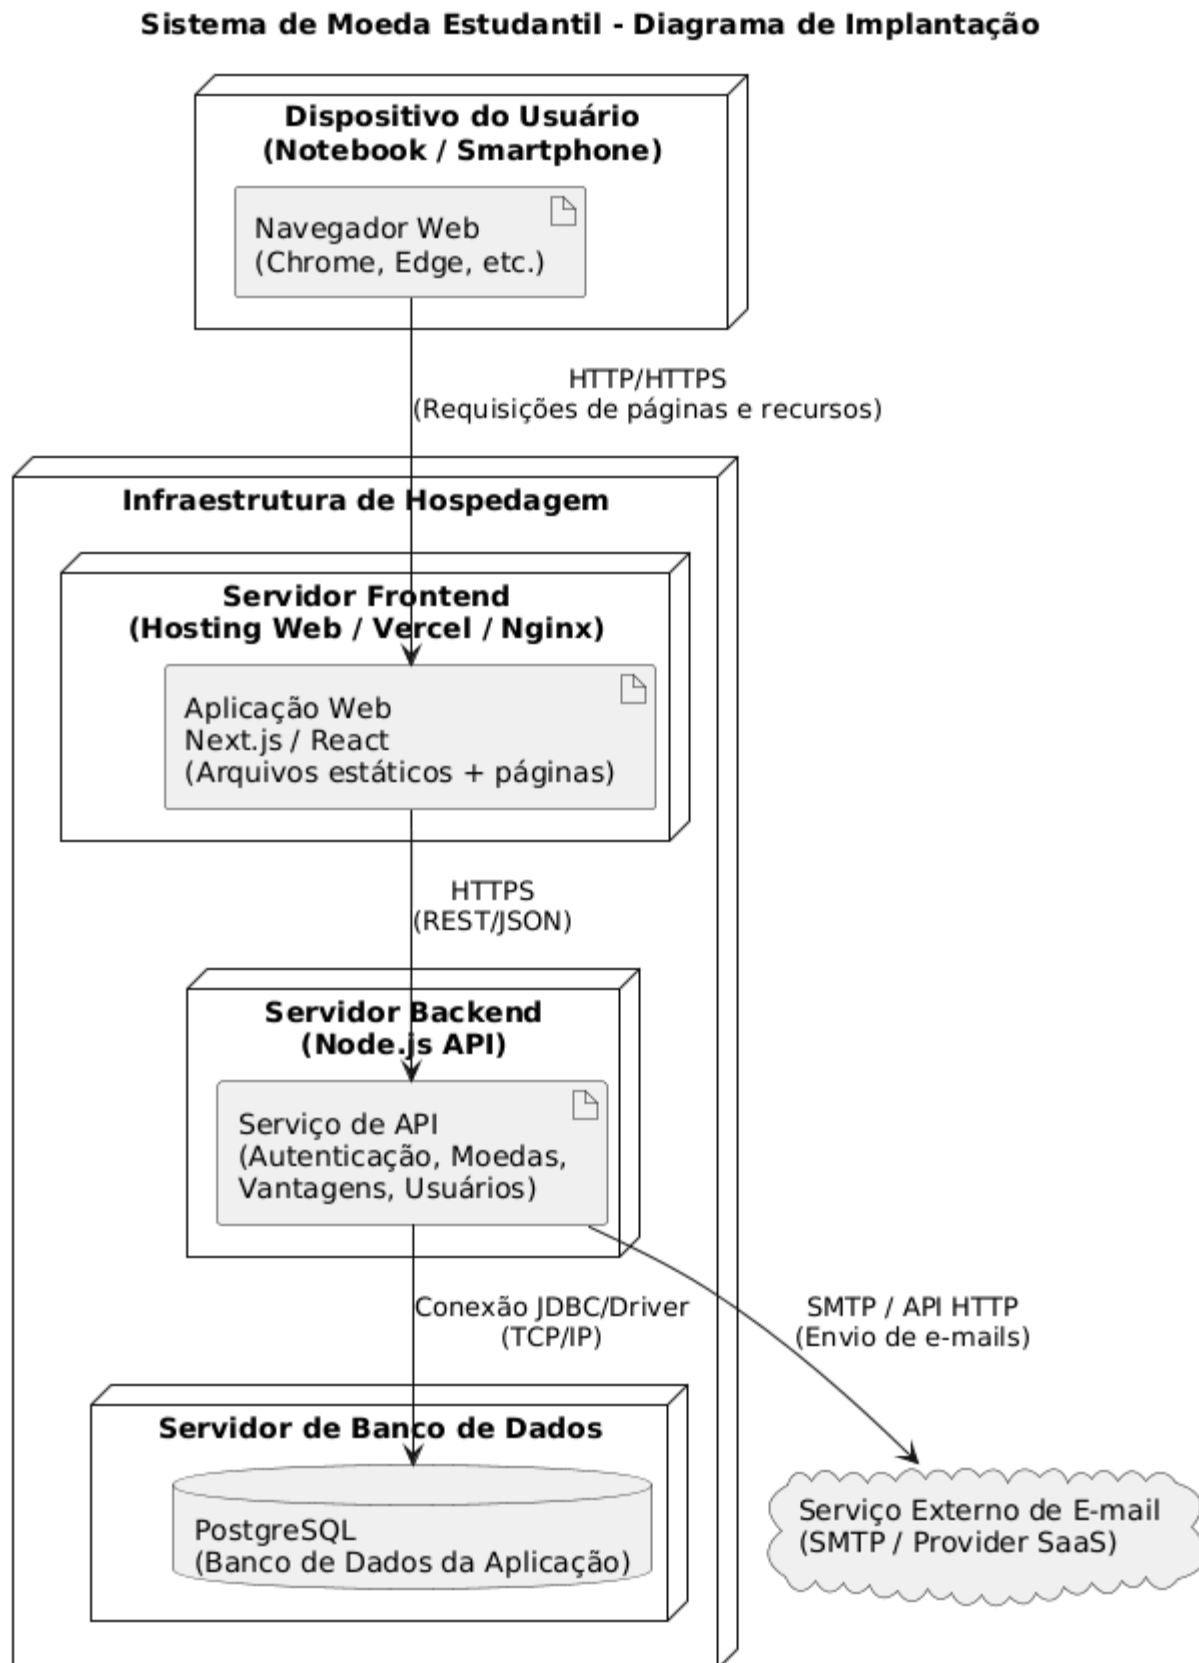 Sistema de Moeda Estudantil - Diagrama de Implantação
Dispositivo do Usuário
(Notebook / Smartphone)
Navegador Web
(Chrome, Edge, etc.)
HTTP/HTTPS
(Requisições de páginas e recursos)
Infraestrutura de Hospedagem
Servidor Frontend
(Hosting Web / Vercel / Nginx)
Aplicação Web
Next.js / React
(Arquivos estáticos + páginas)
HTTPS
(REST/JSON)
Servidor Backend
(Node.js API)
Serviço de API
(Autenticação, Moedas,
Vantagens, Usuários)
Conexão JDBC/Driver
(TCP/IP)
SMTP / API HTTP
(Envio de e-mails)
Servidor de Banco de Dados
PostgreSQL
(Banco de Dados da Aplicação)
Serviço Externo de E-mail
(SMTP / Provider SaaS)